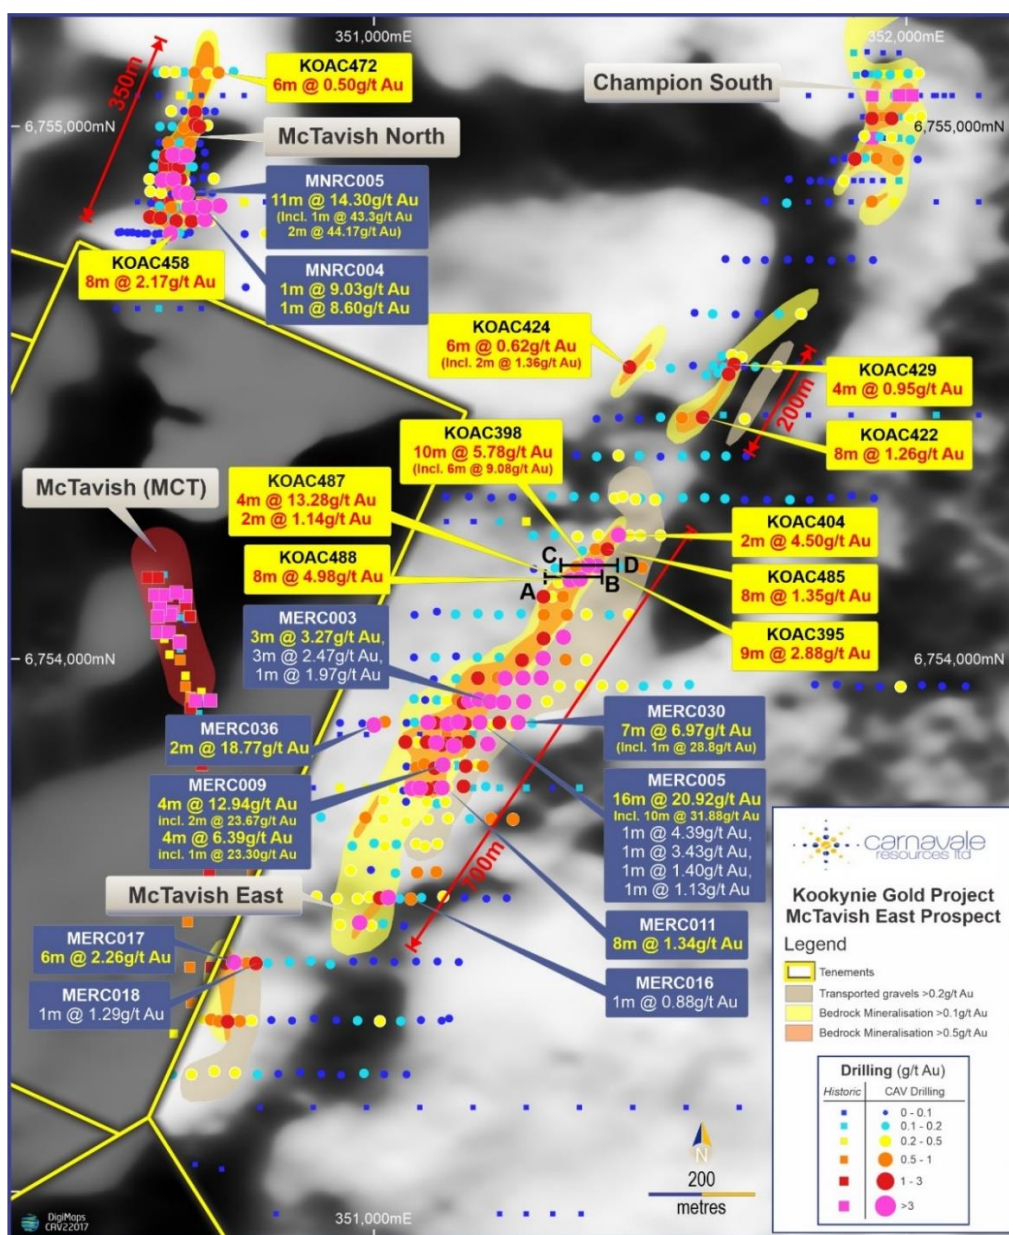 351,000mE
352,000mE
KOAC472
6m @ 0.50g/t Au
Champion South
350m
6,755,000mN
6,755,000mN
McTavish North
MNRC005
11m @ 14.30g/t Au
(Incl. 1m @ 43.3g/t Au
2m @ 44.17g/t Au)
KOAC458
8m @ 2.17g/t Au
MNRC004
1m @ 9.03g/t Au
1m @ 8.60g/t Au
KOAC424
6m @ 0.62g/t Au
(Incl. 2m @ 1.36g/t Au)
KOAC429
4m @ 0.95g/t Au
200m
KOAC422
8m @ 1.26g/t Au
KOAC398
10m @ 5.78g/t Au
(Incl. 6m @ 9.08g/t Au)
McTavish (MCT)
KOAC487
4m @ 13.28g/t Au
2m @ 1.14g/t Au
KOAC404
2m @ 4.50g/t Au
KOAC488
8m @ 4.98g/t Au
C
D
A
B
KOAC485
8m @ 1.35g/t Au
MERC003
3m @ 3.27g/t Au,
3m @ 2.47g/t Au,
1m @ 1.97g/t Au
KOAC395
9m @ 2.88g/t Au
6,754,000mN
6,754,000mN
MERC036
2m @ 18.77g/t Au
MERC030
7m @ 6.97g/t Au
(Incl. 1m @ 28.8g/t Au)
MERC009
4m @ 12.94g/t Au
incl. 2m @ 23.67g/t Au
4m @ 6.39g/t Au
incl. 1m @ 23.30g/t Au
MERC005
16m @ 20.92g/t Au
Incl. 10m @ 31.88g/t Au
1m @ 4.39g/t Au,
1m @ 3.43g/t Au,
1m @ 1.40g/t Au,
1m @ 1.13g/t Au
700m
McTavish East
MERC011
8m @ 1.34g/t Au
MERC017
6m @ 2.26g/t Au
MERC016
1m @ 0.88g/t Au
MERC018
1m @ 1.29g/t Au
carnavale
resources ltd
Kookynie Gold Project
McTavish East Prospect
Legend
Tenements
Transported gravels >0.2g/t Au
Bedrock Mineralisation >0.1g/t Au
Bedrock Mineralisation >0.5g/t Au
Drilling (g/t Au)
Historic CAV Drilling
0 - 0.1
0.1 - 0.2
0.2 - 0.5
0.5 - 1
1 - 3
>3
N
200
metres
DigiMaps
CAV22017
351,000mE